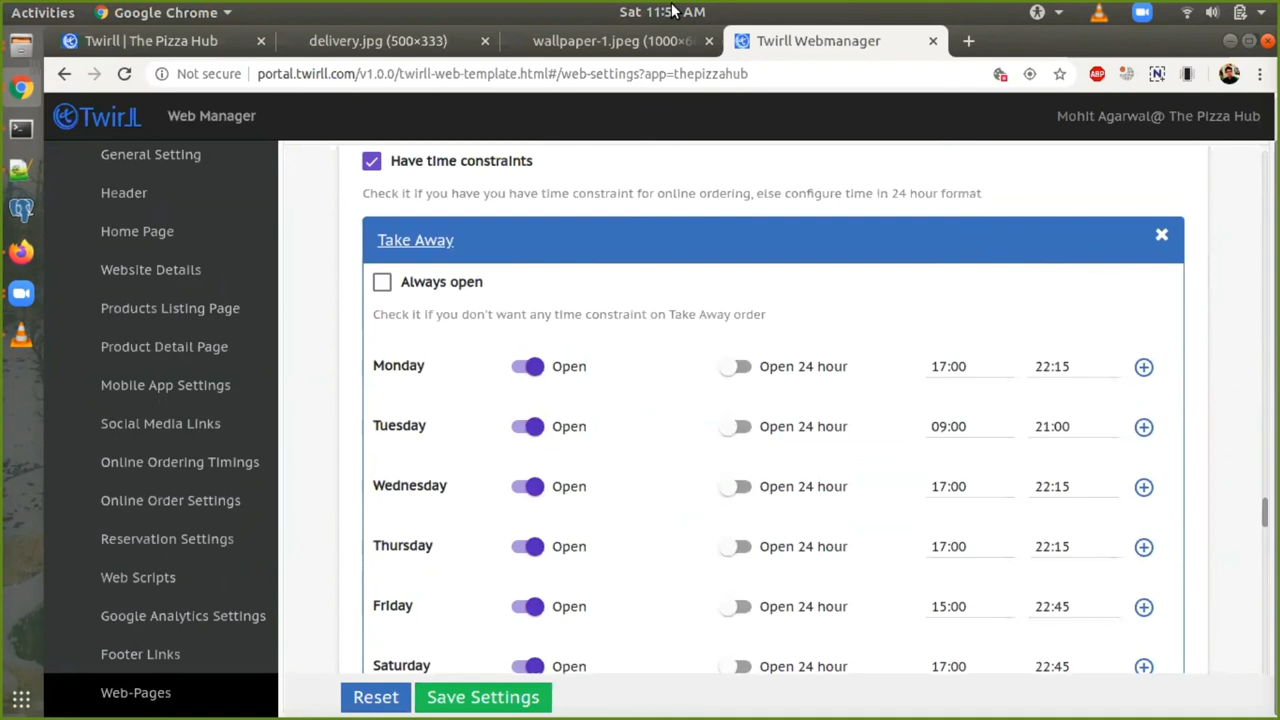 Activities
Google Chrome
Sat 11:5 AM
Twirll | The Pizza Hub
delivery.jpg (500×333)
wallpaper-1.jpeg (1000×6
Twirll Webmanager
Not secure
portal.twirll.com/v1.0.0/twirll-web-template.html#/web-settings?app=thepizzahub
ABP
N
Twirll
Web Manager
Mohit Agarwal@ The Pizza Hub
General Setting
Header
Home Page
Website Details
Products Listing Page
Product Detail Page
Mobile App Settings
Social Media Links
Online Ordering Timings
Online Order Settings
Reservation Settings
Web Scripts
Google Analytics Settings
Footer Links
Web-Pages
Have time constraints
Check it if you have you have time constraint for online ordering, else configure time in 24 hour format
Take Away
Always open
Check it if you don't want any time constraint on Take Away order
Monday Open Open 24 hour 17:00 22:15
Tuesday Open Open 24 hour 09:00 21:00
Wednesday Open Open 24 hour 17:00 22:15
Thursday Open Open 24 hour 17:00 22:15
Friday Open Open 24 hour 15:00 22:45
Saturday Open Open 24 hour 17:00 22:45
Reset
Save Settings